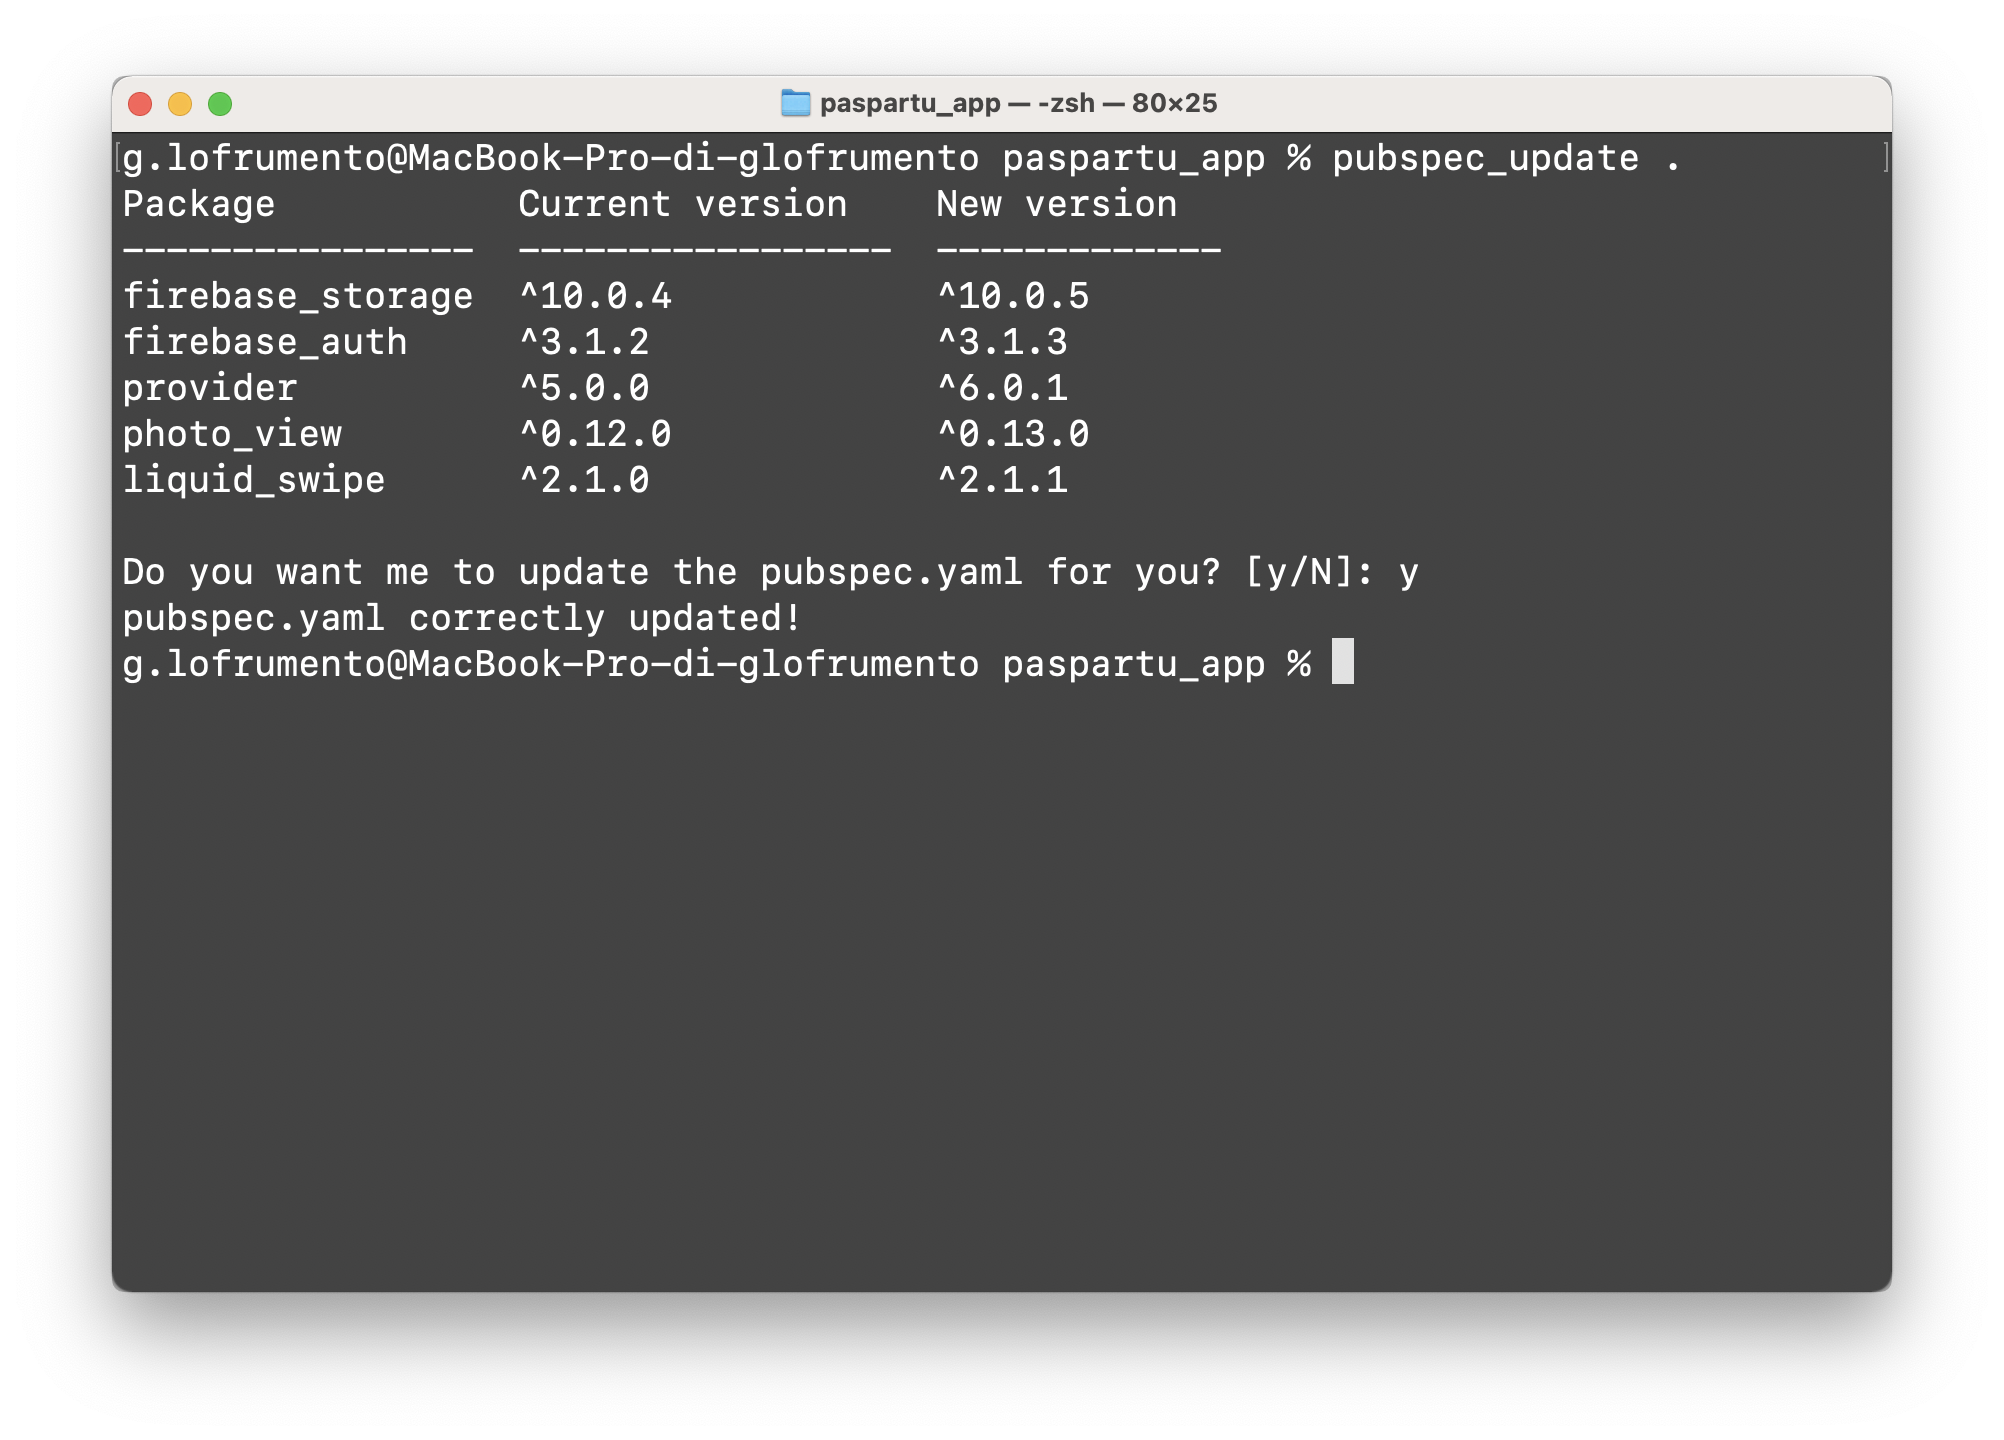 paspartu_app — -zsh — 80×25
[g.lofrumento@MacBook-Pro-di-glofrumento paspartu_app % pubspec_update . ]
Package           Current version    New version
----------------  -----------------  -------------
firebase_storage  ^10.0.4            ^10.0.5
firebase_auth     ^3.1.2             ^3.1.3
provider          ^5.0.0             ^6.0.1
photo_view        ^0.12.0            ^0.13.0
liquid_swipe      ^2.1.0             ^2.1.1
Do you want me to update the pubspec.yaml for you? [y/N]: y
pubspec.yaml correctly updated!
g.lofrumento@MacBook-Pro-di-glofrumento paspartu_app %